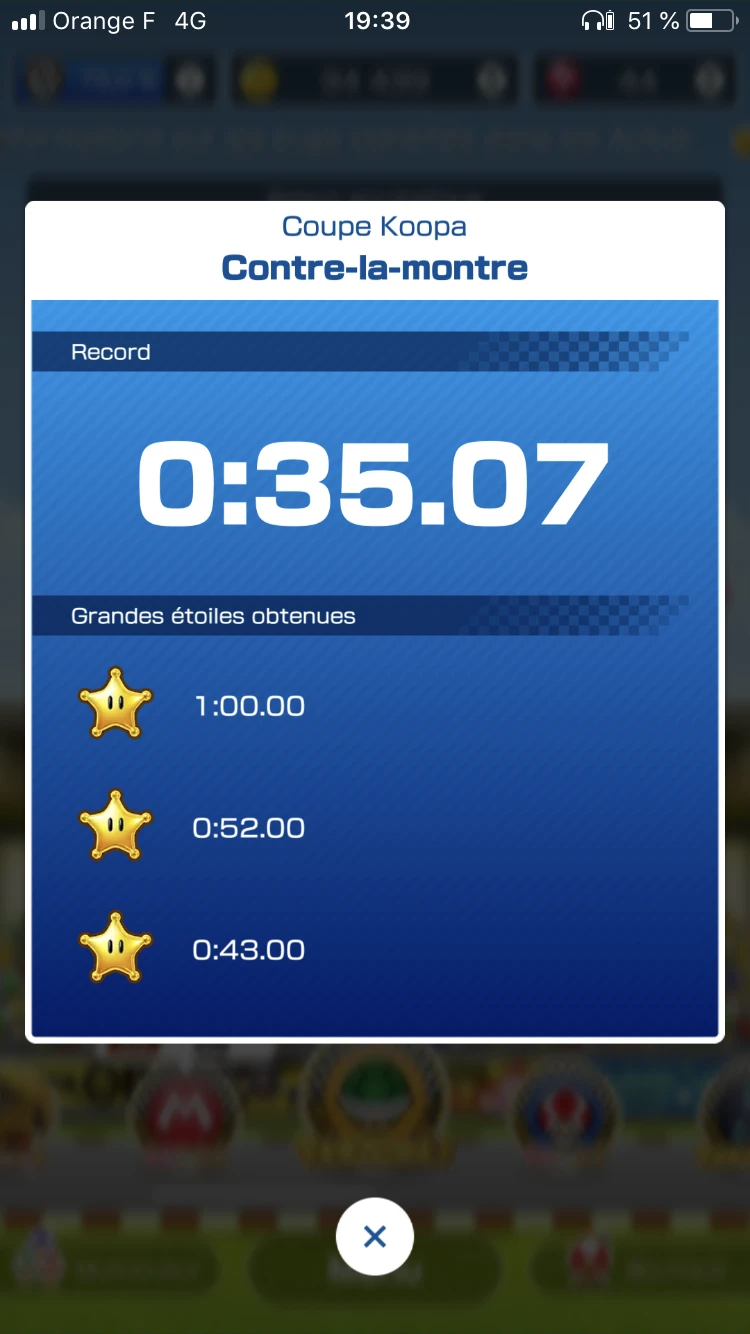 Orange F 4G 19:39 51 %
Coupe Koopa
Contre-la-montre
Record
0:35.07
Grandes étoiles obtenues
1:00.00
0:52.00
0:43.00